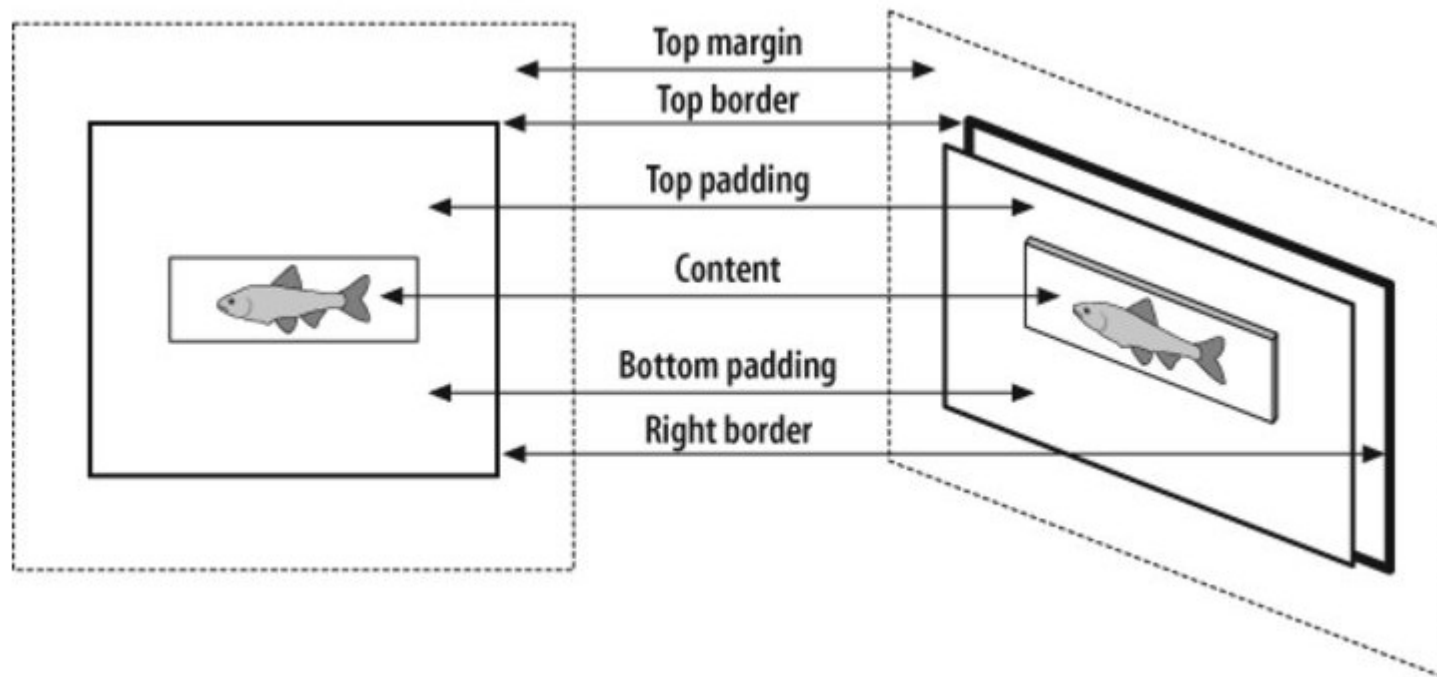 Top margin
Top border
Top padding
Content
Bottom padding
Right border